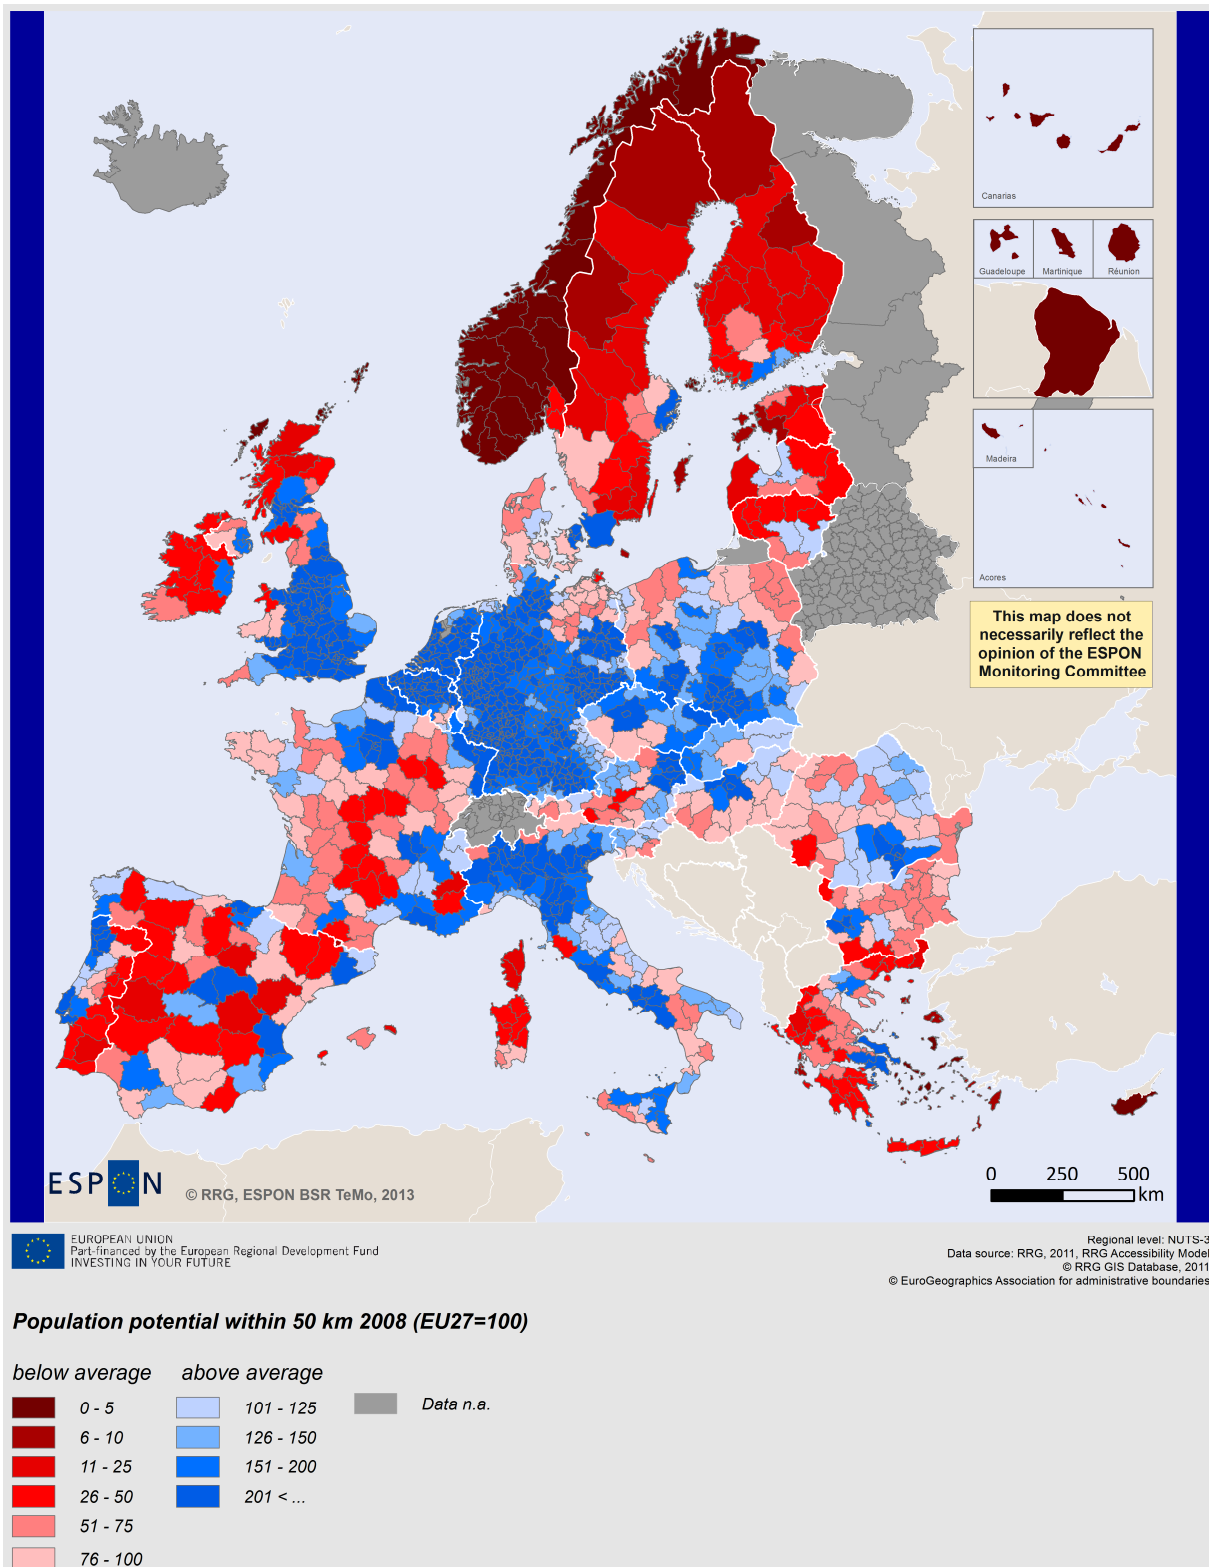 Canarias
Guadeloupe
Martinique
Réunion
Madeira
Acores
This map does not
necessarily reflect the
opinion of the ESPON
Monitoring Committee
ESPON
© RRG, ESPON BSR TeMo, 2013
0 250 500
km
EUROPEAN UNION
Part-financed by the European Regional Development Fund
INVESTING IN YOUR FUTURE
Regional level: NUTS-3
Data source: RRG, 2011, RRG Accessibility Model
© RRG GIS Database, 2011
© EuroGeographics Association for administrative boundaries
Population potential within 50 km 2008 (EU27=100)
below average
above average
0 - 5
6 - 10
11 - 25
26 - 50
51 - 75
76 - 100
101 - 125
126 - 150
151 - 200
201 < ...
Data n.a.